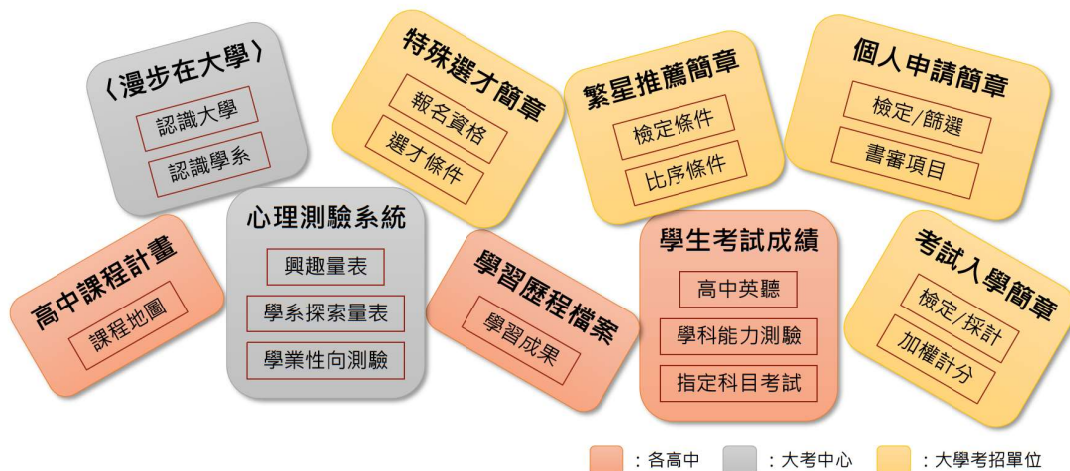 〈漫步在大學〉
認識大學
認識學系
特殊選才簡章
報名資格
選才條件
繁星推薦簡章
檢定條件
比序條件
個人申請簡章
檢定/篩選
書審項目
高中課程計畫
課程地圖
心理測驗系統
興趣量表
學系探索量表
學業性向測驗
學習歷程檔案
學習成果
學生考試成績
高中英聽
學科能力測驗
指定科目考試
考試入學簡章
檢定/採計
加權計分
：各高中
：大考中心
：大學考招單位